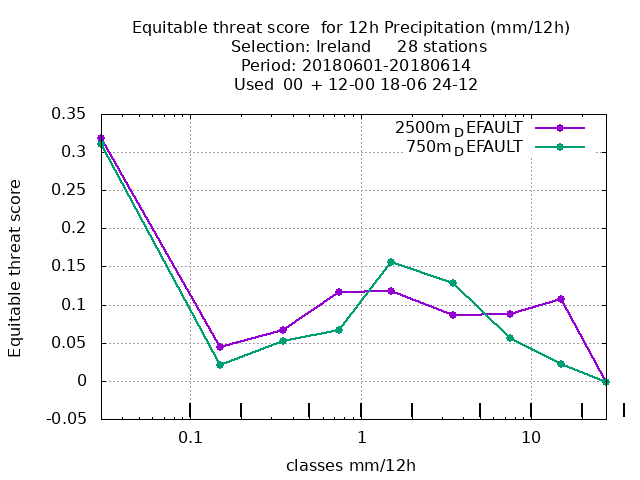 Equitable threat score  for 12h Precipitation (mm/12h)
Selection: Ireland     28 stations
Period: 20180601-20180614
Used  00  + 12-00 18-06 24-12
2500m_DEFAULT
750m_DEFAULT
0.35
0.3
0.25
0.2
0.15
0.1
0.05
0
-0.05
Equitable threat score
0.1
1
10
classes mm/12h